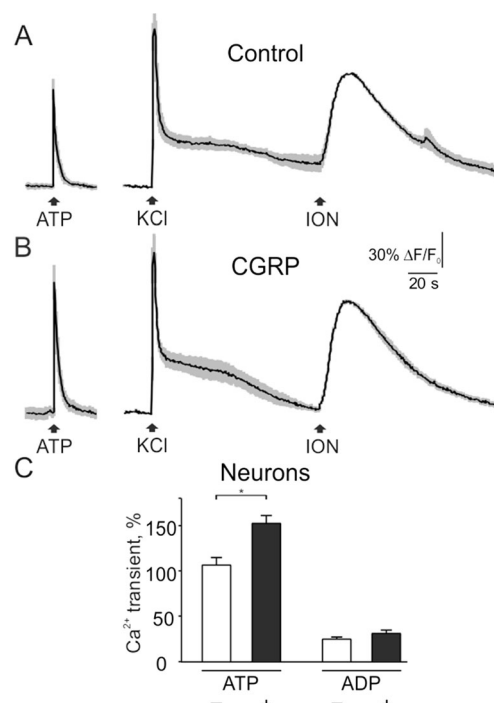 A
Control
ATP KCl ION
B
CGRP
30% ΔF/F₀
20 s
ATP KCl ION
C
Neurons
*
Ca²⁺ transient, %
150
100
50
0
ATP ADP